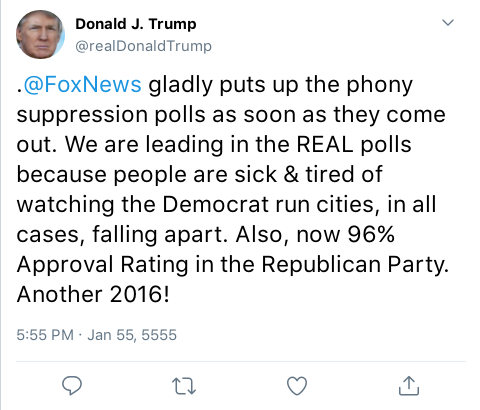 Donald J. Trump
@realDonaldTrump
.@FoxNews gladly puts up the phony
suppression polls as soon as they come
out. We are leading in the REAL polls
because people are sick & tired of
watching the Democrat run cities, in all
cases, falling apart. Also, now 96%
Approval Rating in the Republican Party.
Another 2016!
5:55 PM · Jan 55, 5555